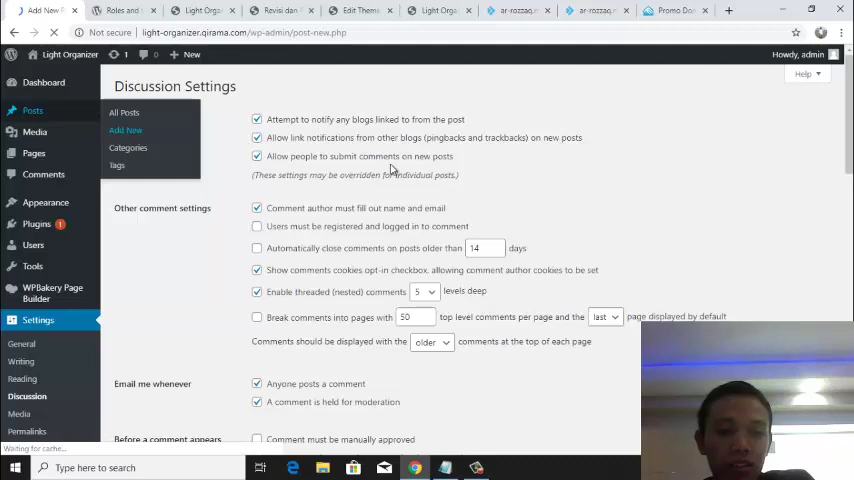 Add New P
Roles and
Light Organ
Revisi dan
Edit Theme
Light Organ
ar-rozzaq.m
ar-rozzaq.m
Promo Dom
Not secure light-organizer.qirama.com/wp-admin/post-new.php
Light Organizer 1 0 New
Howdy, admin
Discussion Settings
Help
Dashboard
Posts
All Posts
Add New
Categories
Tags
Media
Pages
Comments
Appearance
Plugins 1
Users
Tools
WPBakery Page
Builder
Settings
General
Writing
Reading
Discussion
Media
Permalinks
Attempt to notify any blogs linked to from the post
Allow link notifications from other blogs (pingbacks and trackbacks) on new posts
Allow people to submit comments on new posts
(These settings may be overridden for individual posts.)
Other comment settings
Comment author must fill out name and email
Users must be registered and logged in to comment
Automatically close comments on posts older than 14 days
Show comments cookies opt-in checkbox, allowing comment author cookies to be set
Enable threaded (nested) comments 5 levels deep
Break comments into pages with 50 top level comments per page and the last page displayed by default
Comments should be displayed with the older comments at the top of each page
Email me whenever
Anyone posts a comment
A comment is held for moderation
Before a comment appears
Comment must be manually approved
Waiting for cache...
Type here to search